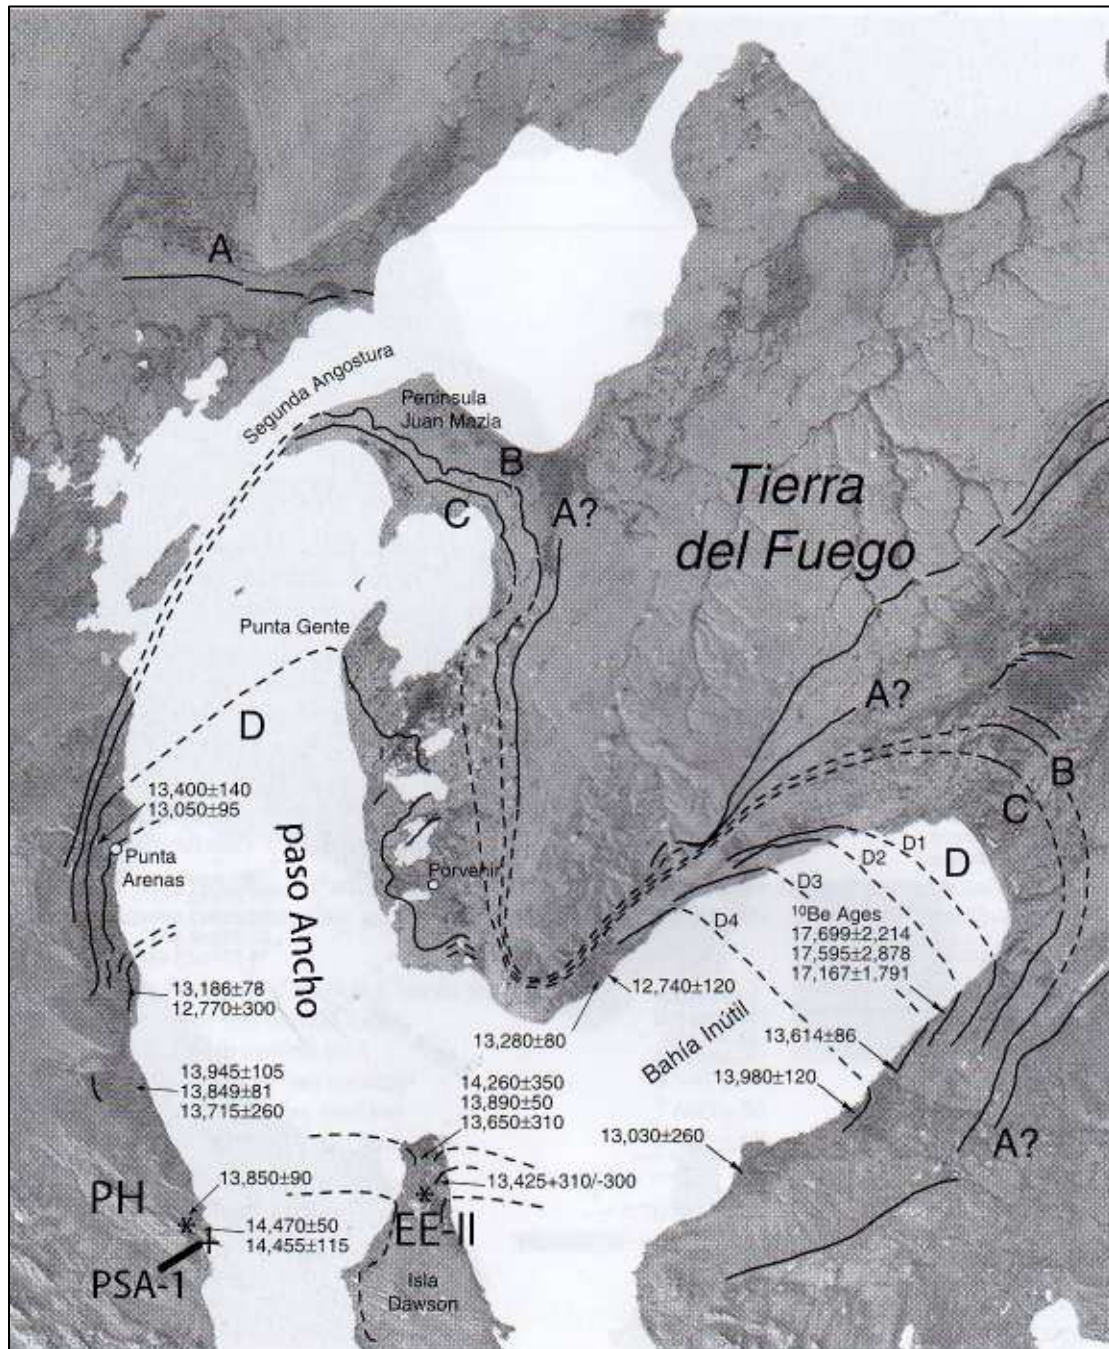 A
Segunda Angostura
Peninsula
Juan Mazia
B
C
A?
Tierra
del Fuego
Punta Gente
D
A?
B
C
13,400±140
13,050±95
Punta
Arenas
paso Ancho
Porvenir
D1
D2
D
D3
D4
¹⁰Be Ages
17,699±2,214
17,595±2,878
17,167±1,791
13,186±78
12,770±300
12,740±120
13,280±80
Bahía Inútil
13,614±86
13,980±120
13,945±105
13,849±81
13,715±260
14,260±350
13,890±50
13,650±310
13,030±260
A?
13,850±90
13,425+310/-300
PH
14,470±50
14,455±115
EE-II
PSA-1
Isla
Dawson